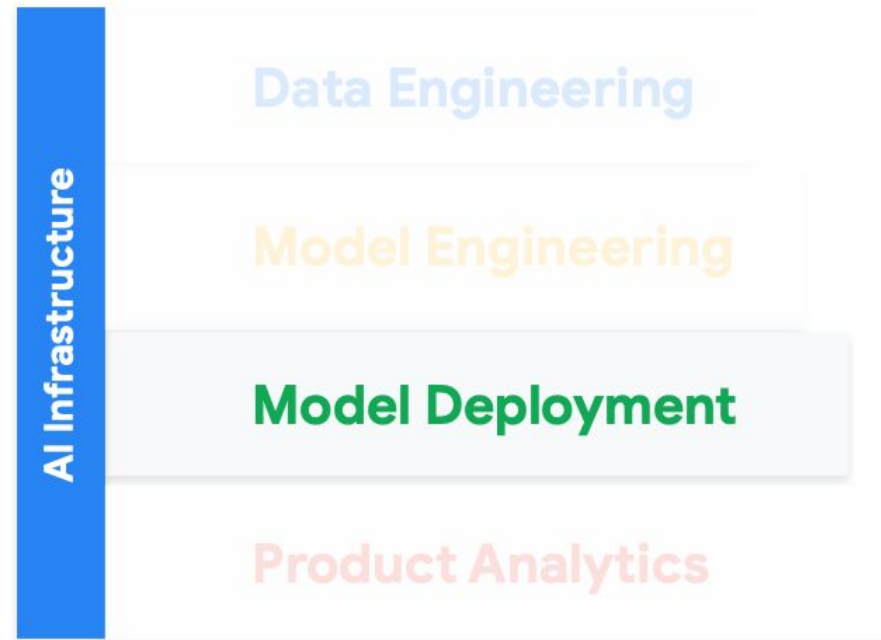 AI Infrastructure
Data Engineering
Model Engineering
Model Deployment
Product Analytics